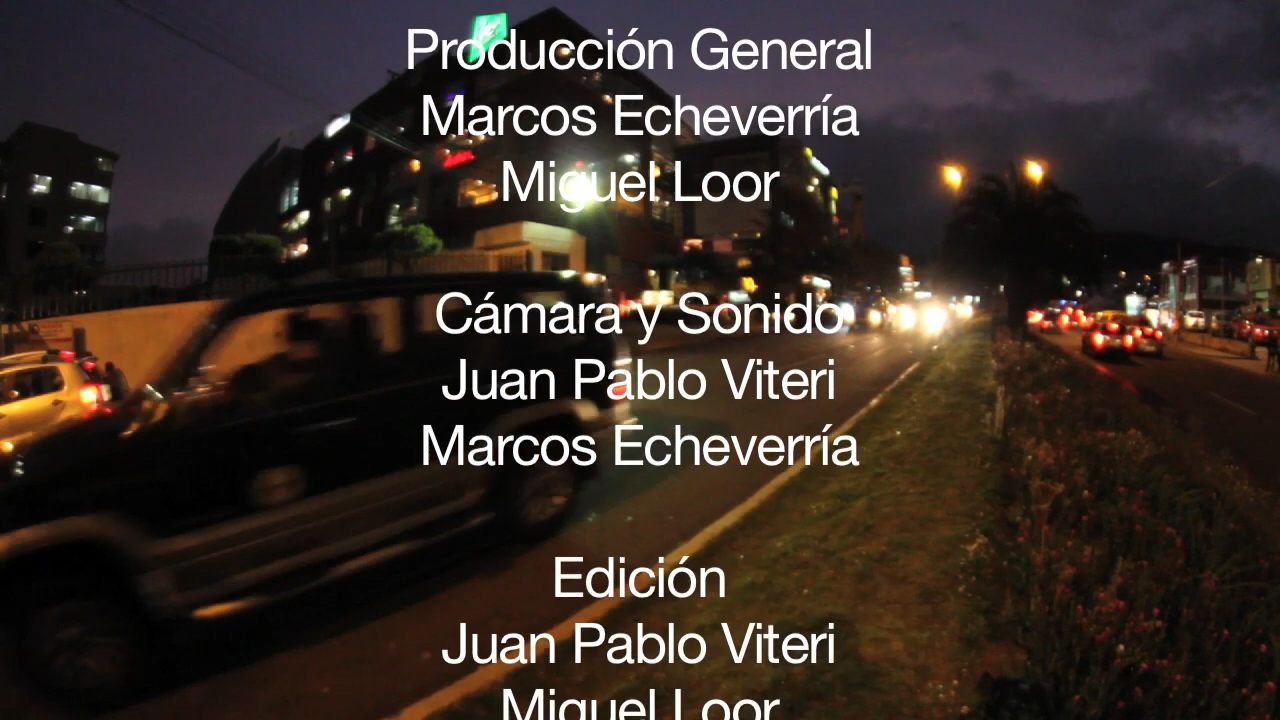 Producción General
Marcos Echeverría
Miguel Loor
Cámara y Sonido
Juan Pablo Viteri
Marcos Echeverría
Edición
Juan Pablo Viteri
Miguel Loor